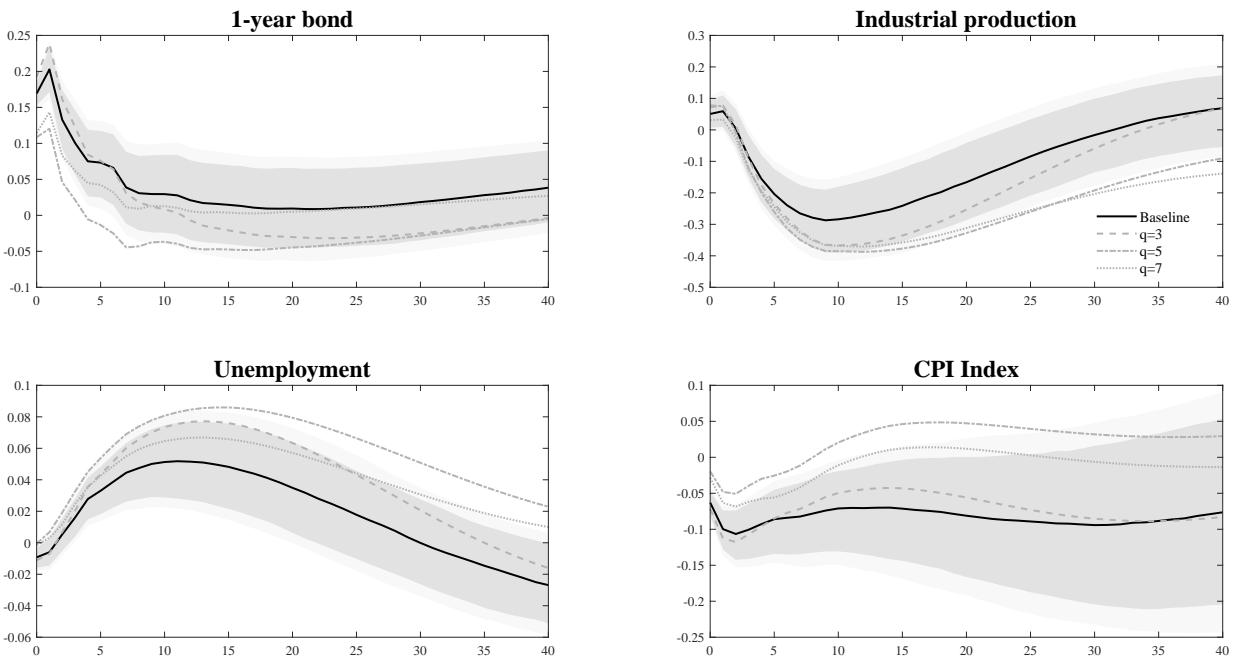 1-year bond
0.25
0.2
0.15
0.1
0.05
0
-0.05
-0.1
0 5 10 15 20 25 30 35 40
Industrial production
0.3
0.2
0.1
0
-0.1
-0.2
-0.3
-0.4
-0.5
0 5 10 15 20 25 30 35 40
Baseline
q=3
q=5
q=7
Unemployment
0.1
0.08
0.06
0.04
0.02
0
-0.02
-0.04
-0.06
0 5 10 15 20 25 30 35 40
CPI Index
0.1
0.05
0
-0.05
-0.1
-0.15
-0.2
-0.25
0 5 10 15 20 25 30 35 40